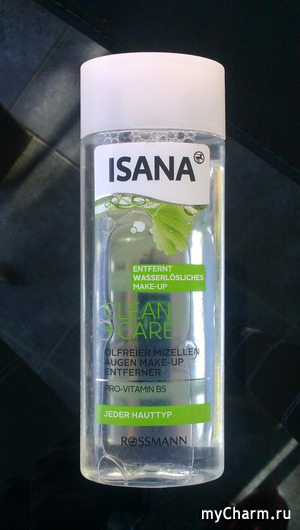 ISANA
ENTFERNT
WASSERLÖSLICHES
MAKE-UP
CLEAN
+CARE
ÖLFREIER MIZELLEN
AUGEN MAKE-UP
ENTFERNER
PRO-VITAMIN B5
JEDER HAUTTYP
ROSSMANN
myCharm.ru